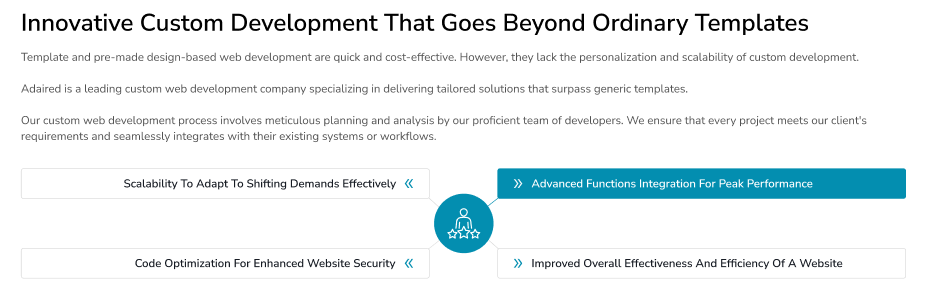 Innovative Custom Development That Goes Beyond Ordinary Templates
Template and pre-made design-based web development are quick and cost-effective. However, they lack the personalization and scalability of custom development.
Adaired is a leading custom web development company specializing in delivering tailored solutions that surpass generic templates.
Our custom web development process involves meticulous planning and analysis by our proficient team of developers. We ensure that every project meets our client's
requirements and seamlessly integrates with their existing systems or workflows.
Scalability To Adapt To Shifting Demands Effectively
Advanced Functions Integration For Peak Performance
Code Optimization For Enhanced Website Security
Improved Overall Effectiveness And Efficiency Of A Website